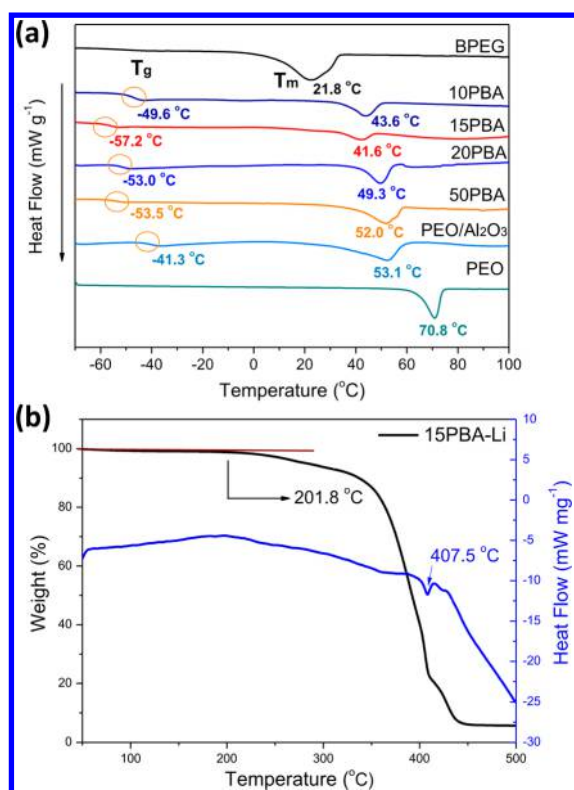 (a)
Heat Flow (mW g⁻¹)
BPEG
Tg
Tm
21.8 °C
10PBA
-49.6 °C
43.6 °C
15PBA
-57.2 °C
41.6 °C
20PBA
-53.0 °C
49.3 °C
50PBA
-53.5 °C
52.0 °C
PEO/Al₂O₃
-41.3 °C
53.1 °C
PEO
70.8 °C
-60 -40 -20 0 20 40 60 80 100
Temperature (°C)
(b)
15PBA-Li
201.8 °C
407.5 °C
Weight (%)
100
80
60
40
20
0
Heat Flow (mW mg⁻¹)
10
5
0
-5
-10
-15
-20
-25
-30
100 200 300 400 500
Temperature (°C)